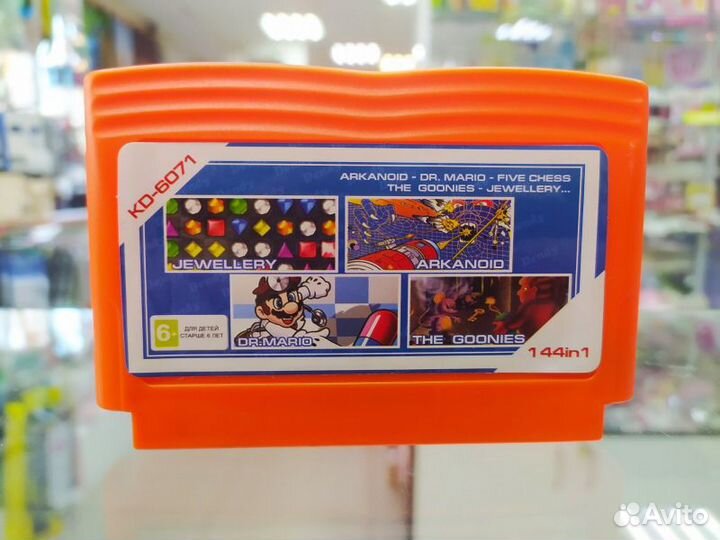 KD-6071
ARKANOID - DR. MARIO - FIVE CHESS
THE GOONIES - JEWELLERY...
JEWELLERY
ARKANOID
6+
ДЛЯ ДЕТЕЙ
СТАРШЕ 6 ЛЕТ
DR.MARIO
THE GOONIES
144in1
Avito